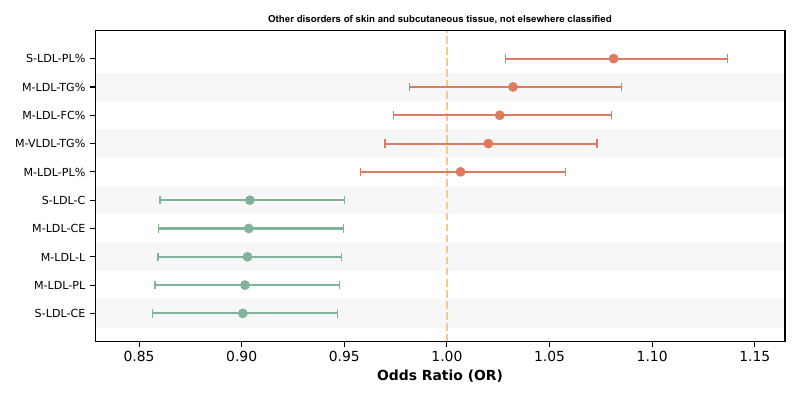 Other disorders of skin and subcutaneous tissue, not elsewhere classified
S-LDL-PL%
M-LDL-TG%
M-LDL-FC%
M-VLDL-TG%
M-LDL-PL%
S-LDL-C
M-LDL-CE
M-LDL-L
M-LDL-PL
S-LDL-CE
0.85 0.90 0.95 1.00 1.05 1.10 1.15
Odds Ratio (OR)